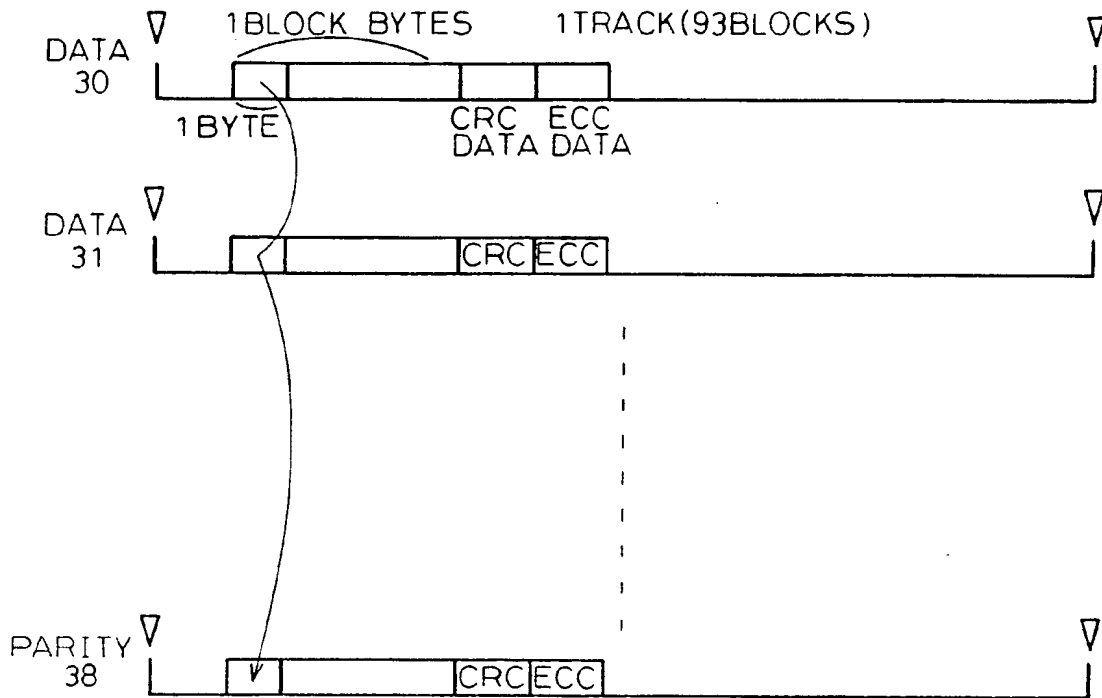 1BLOCK BYTES
1TRACK(93BLOCKS)
DATA
30
1BYTE
CRC
DATA
ECC
DATA
DATA
31
CRC
ECC
PARITY
38
CRC
ECC